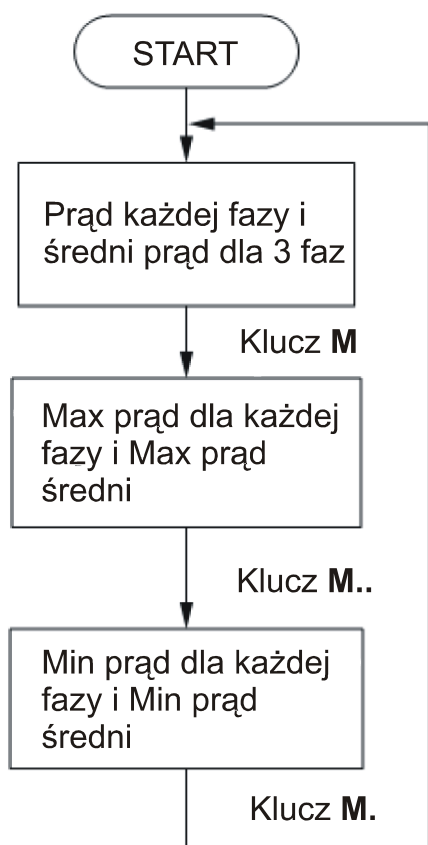 START
Prąd każdej fazy i
średni prąd dla 3 faz
Klucz M
Max prąd dla każdej
fazy i Max prąd
średni
Klucz M..
Min prąd dla każdej
fazy i Min prąd
średni
Klucz M.